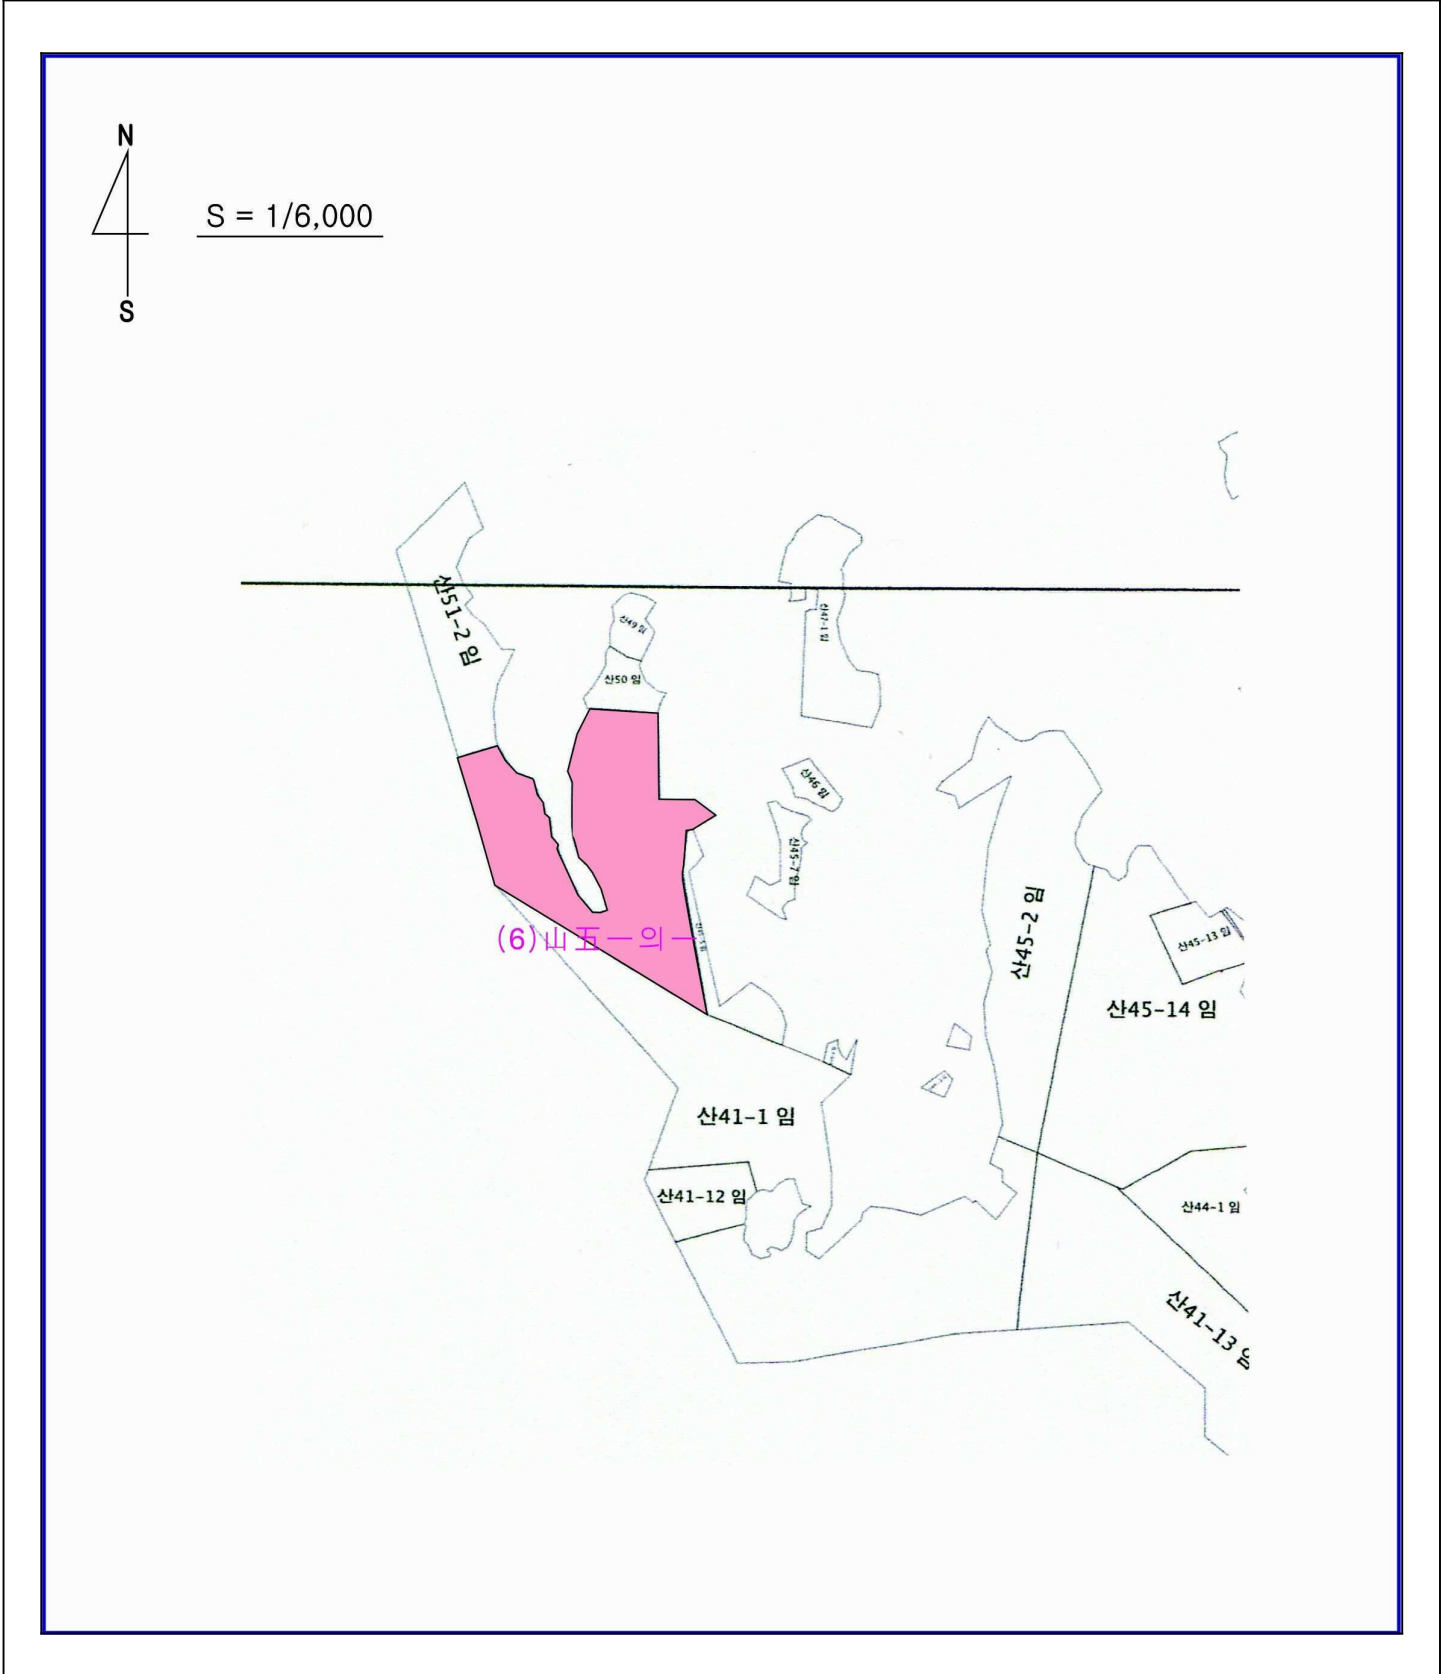 N
S = 1/6,000
S
산51-2 임
산49 임
산47-1 임
산50 임
산46 임
산45-7 임
산45-2 임
(6)山五一의一
산45-13 임
산45-14 임
산41-1 임
산41-12 임
산44-1 임
산41-13 임